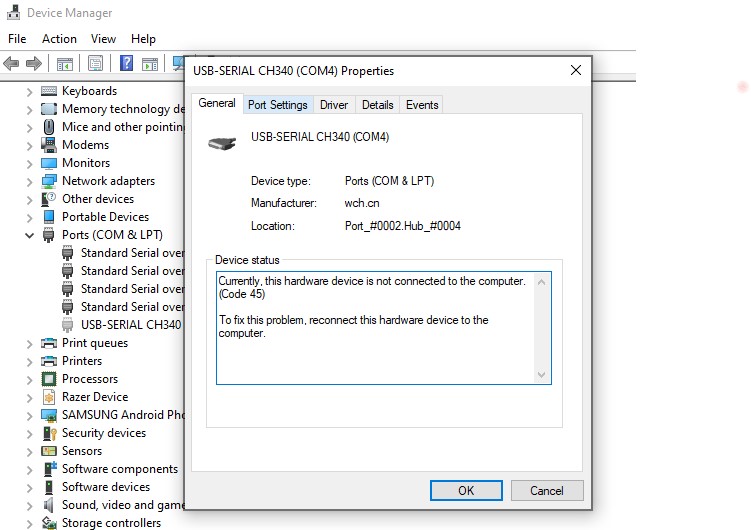 Device Manager
File Action View Help
Keyboards
Memory technology de
Mice and other pointin
Modems
Monitors
Network adapters
Other devices
Portable Devices
Ports (COM & LPT)
Standard Serial over
Standard Serial over
Standard Serial over
Standard Serial over
USB-SERIAL CH340
Print queues
Printers
Processors
Razer Device
SAMSUNG Android Pho
Security devices
Sensors
Software components
Software devices
Sound, video and game
Storage controllers
USB-SERIAL CH340 (COM4) Properties
General Port Settings Driver Details Events
USB-SERIAL CH340 (COM4)
Device type: Ports (COM & LPT)
Manufacturer: wch.cn
Location: Port_#0002.Hub_#0004
Device status
Currently, this hardware device is not connected to the computer.
(Code 45)
To fix this problem, reconnect this hardware device to the
computer.
OK Cancel